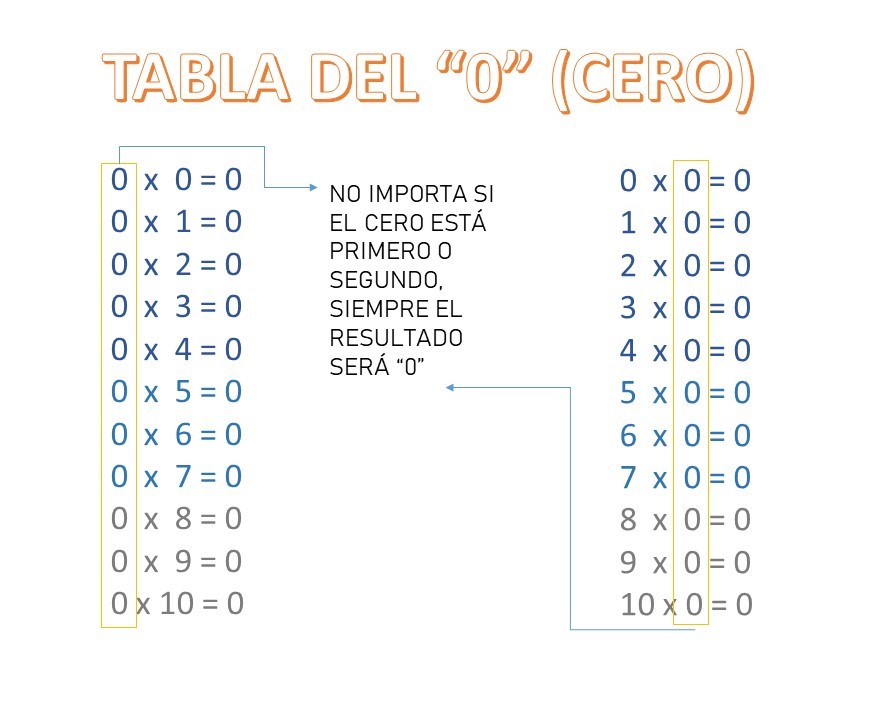 TABLA DEL “0” (CERO)
0 x 0 = 0
0 x 1 = 0
0 x 2 = 0
0 x 3 = 0
0 x 4 = 0
0 x 5 = 0
0 x 6 = 0
0 x 7 = 0
0 x 8 = 0
0 x 9 = 0
0 x 10 = 0
NO IMPORTA SI
EL CERO ESTÁ
PRIMERO O
SEGUNDO,
SIEMPRE EL
RESULTADO
SERÁ “0”
0 x 0 = 0
1 x 0 = 0
2 x 0 = 0
3 x 0 = 0
4 x 0 = 0
5 x 0 = 0
6 x 0 = 0
7 x 0 = 0
8 x 0 = 0
9 x 0 = 0
10 x 0 = 0